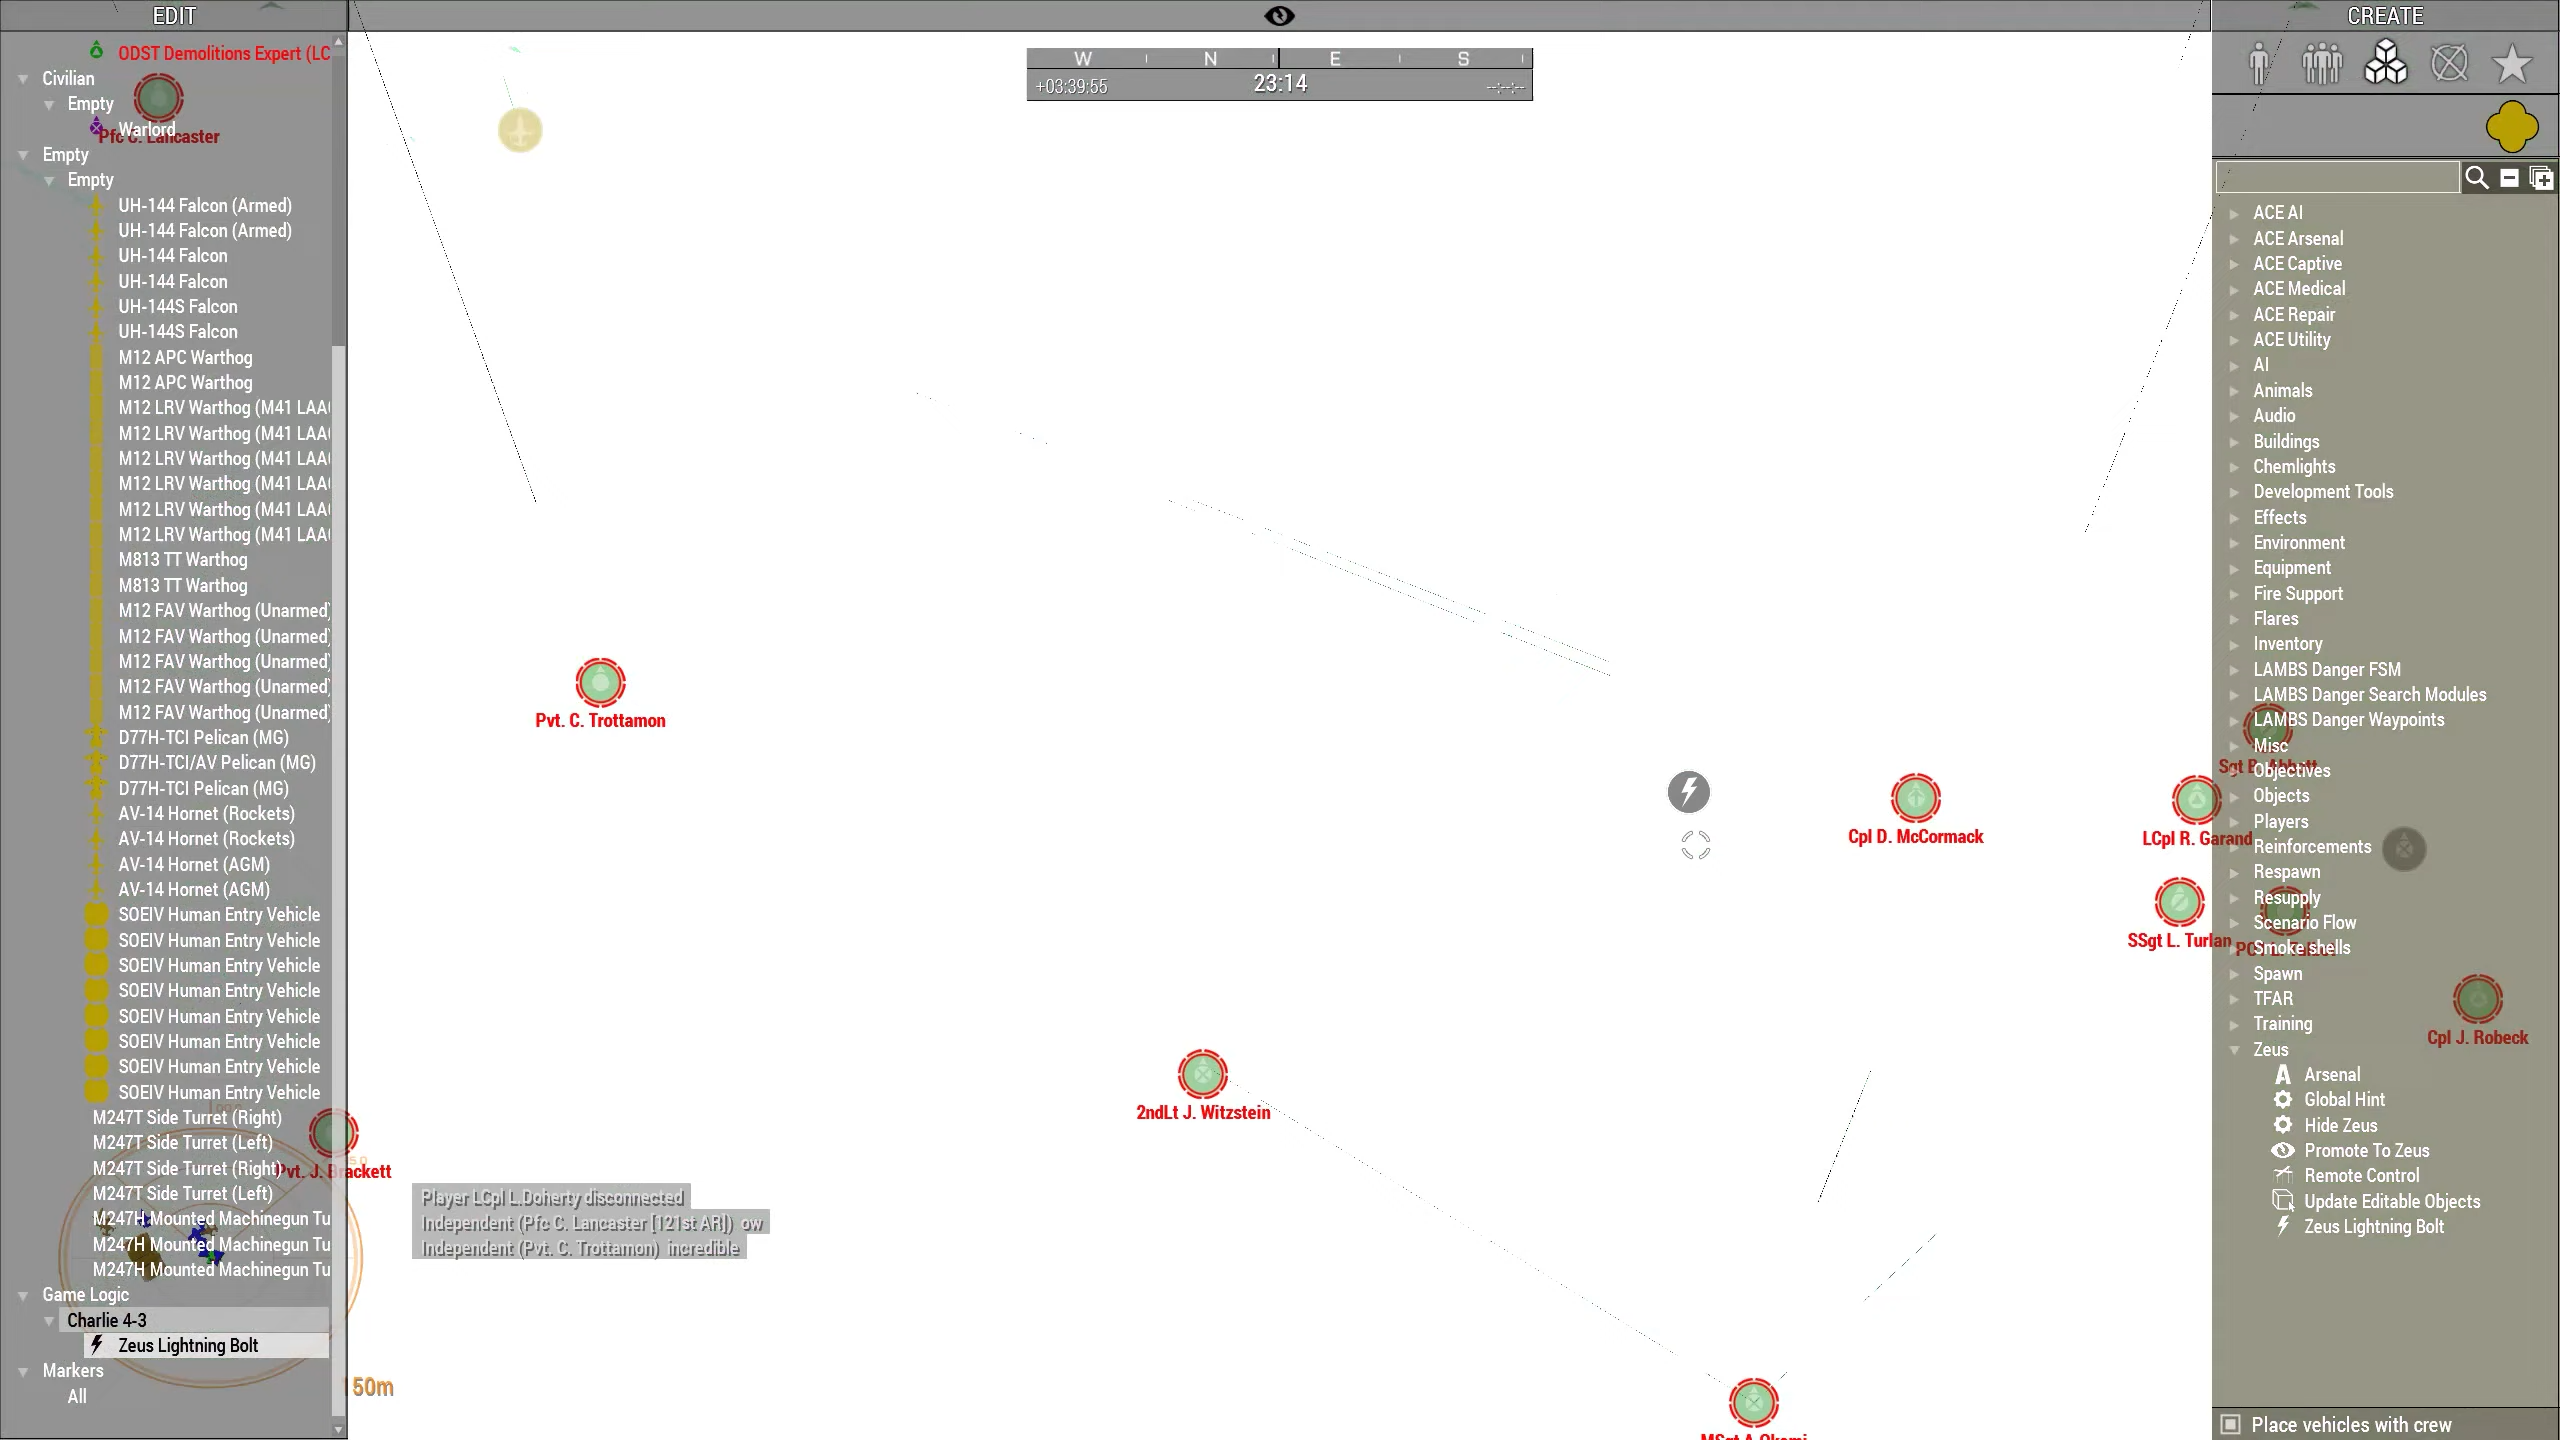 EDIT
ODST Demolitions Expert (LC
Civilian
Empty
Warlord
Pfc C. Lancaster
Empty
Empty
UH-144 Falcon (Armed)
UH-144 Falcon (Armed)
UH-144 Falcon
UH-144 Falcon
UH-144S Falcon
UH-144S Falcon
M12 APC Warthog
M12 APC Warthog
M12 LRV Warthog (M41 LAA
M12 LRV Warthog (M41 LAA
M12 LRV Warthog (M41 LAA
M12 LRV Warthog (M41 LAA
M12 LRV Warthog (M41 LAA
M12 LRV Warthog (M41 LAA
M813 TT Warthog
M813 TT Warthog
M12 FAV Warthog (Unarmed)
M12 FAV Warthog (Unarmed)
M12 FAV Warthog (Unarmed)
M12 FAV Warthog (Unarmed)
M12 FAV Warthog (Unarmed)
D77H-TCI Pelican (MG)
D77H-TCI/AV Pelican (MG)
D77H-TCI Pelican (MG)
AV-14 Hornet (Rockets)
AV-14 Hornet (Rockets)
AV-14 Hornet (AGM)
AV-14 Hornet (AGM)
SOEIV Human Entry Vehicle
SOEIV Human Entry Vehicle
SOEIV Human Entry Vehicle
SOEIV Human Entry Vehicle
SOEIV Human Entry Vehicle
SOEIV Human Entry Vehicle
SOEIV Human Entry Vehicle
SOEIV Human Entry Vehicle
M247T Side Turret (Right)
M247T Side Turret (Left)
M247T Side Turret (Right)
M247T Side Turret (Left)
M247H Mounted Machinegun Tu
M247H Mounted Machinegun Tu
M247H Mounted Machinegun Tu
Game Logic
Charlie 4-3
Zeus Lightning Bolt
Markers
All
Pvt. J. Brackett
150m
W N E S
+03:39:55 23:14 --:--:--
Pvt. C. Trottamon
Cpl D. McCormack
LCpl R. Garand
SSgt L. Turlan
2ndLt J. Witzstein
Player LCpl L.Doherty disconnected
Independent (Pfc C. Lancaster [121st AR]) ow
Independent (Pvt. C. Trottamon) incredible
CREATE
ACE AI
ACE Arsenal
ACE Captive
ACE Medical
ACE Repair
ACE Utility
AI
Animals
Audio
Buildings
Chemlights
Development Tools
Effects
Environment
Equipment
Fire Support
Flares
Inventory
LAMBS Danger FSM
LAMBS Danger Search Modules
LAMBS Danger Waypoints
Misc
Objectives
Objects
Players
Reinforcements
Respawn
Resupply
Scenario Flow
Smoke shells
Spawn
TFAR
Training
Cpl J. Robeck
Zeus
Arsenal
Global Hint
Hide Zeus
Promote To Zeus
Remote Control
Update Editable Objects
Zeus Lightning Bolt
Place vehicles with crew